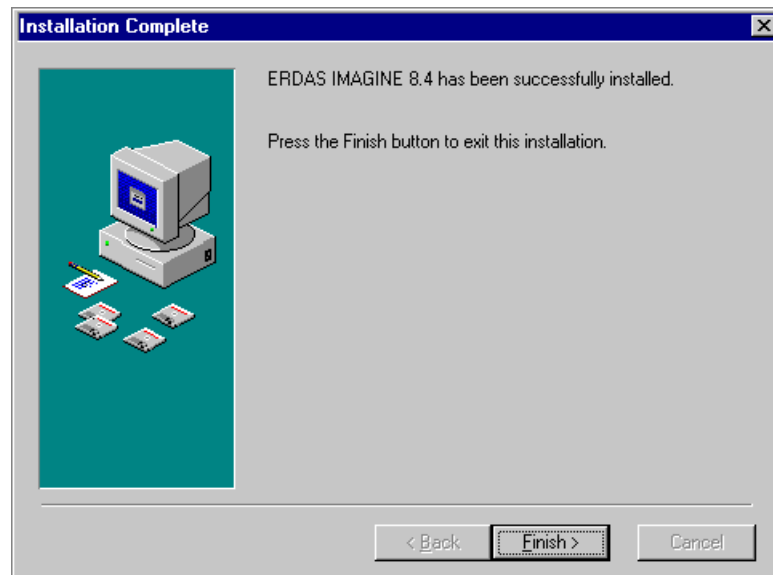 Installation Complete
ERDAS IMAGINE 8.4 has been successfully installed.
Press the Finish button to exit this installation.
< Back
Finish >
Cancel